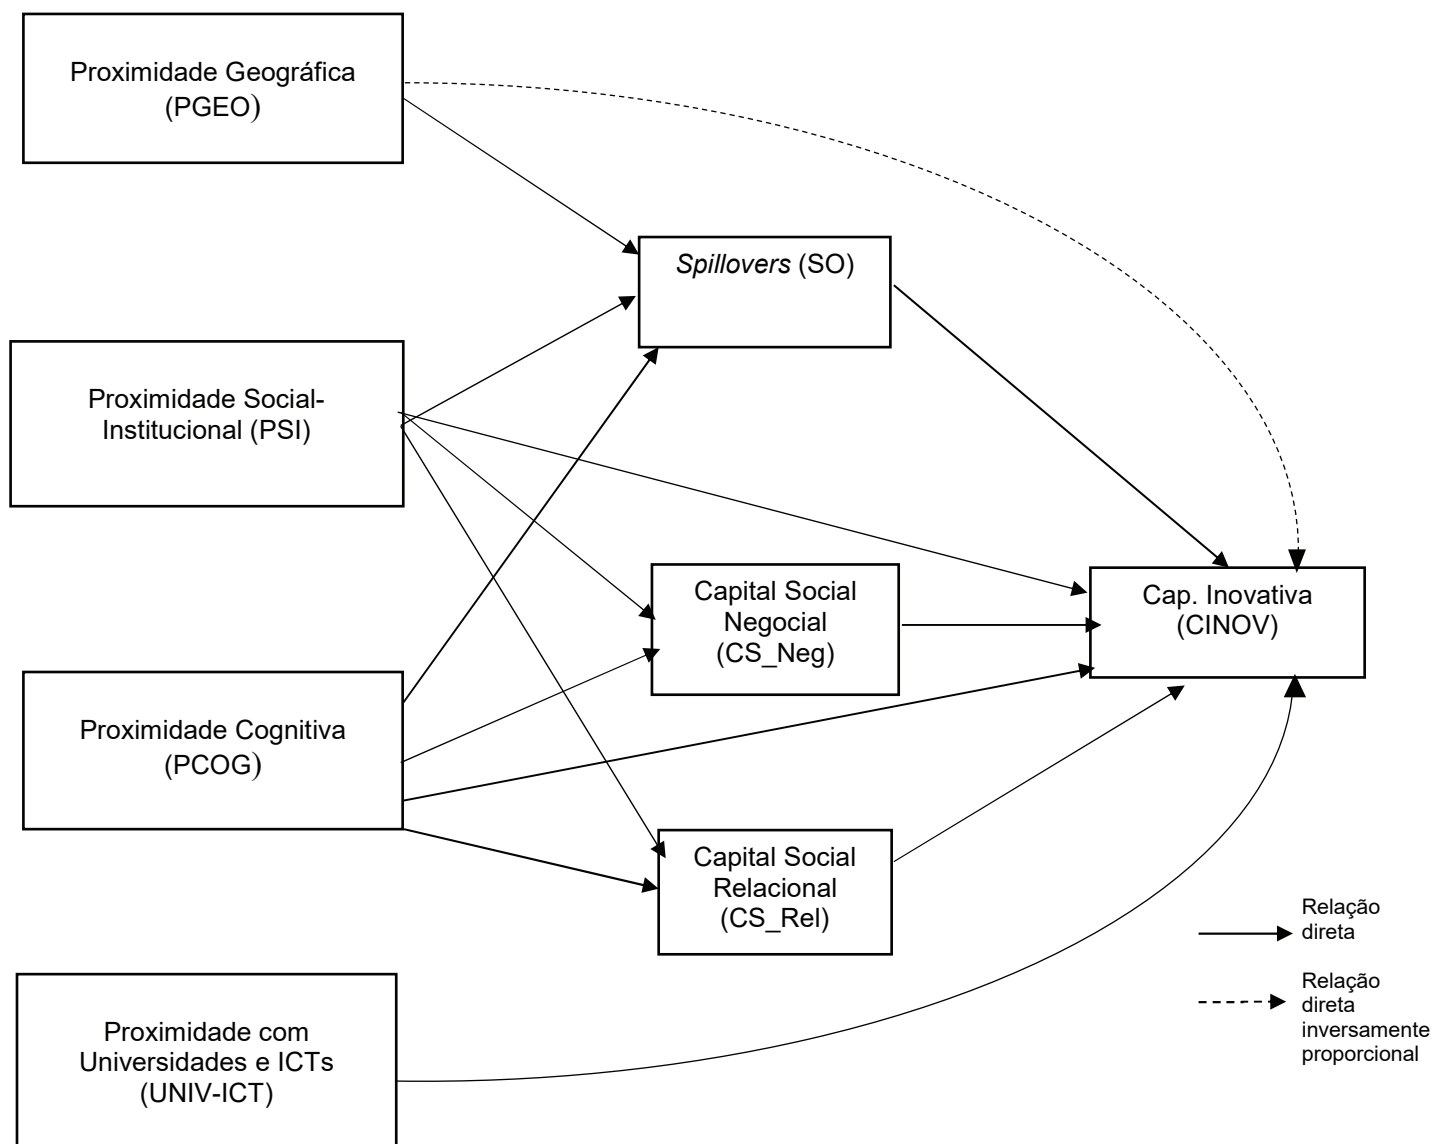 Proximidade Geográfica
(PGEO)
Spillovers (SO)
Proximidade Social-
Institucional (PSI)
Capital Social
Negocial
(CS_Neg)
Cap. Inovativa
(CINOV)
Proximidade Cognitiva
(PCOG)
Capital Social
Relacional
(CS_Rel)
Relação
direta
Relação
direta
inversamente
proporcional
Proximidade com
Universidades e ICTs
(UNIV-ICT)